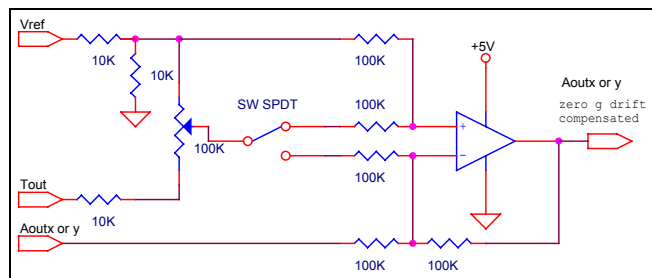 Vref
10K
10K
100K
+5V
Aoutx or y
zero g drift
compensated
SW SPDT
100K
100K
+
−
100K
Tout
10K
Aoutx or y
100K
100K